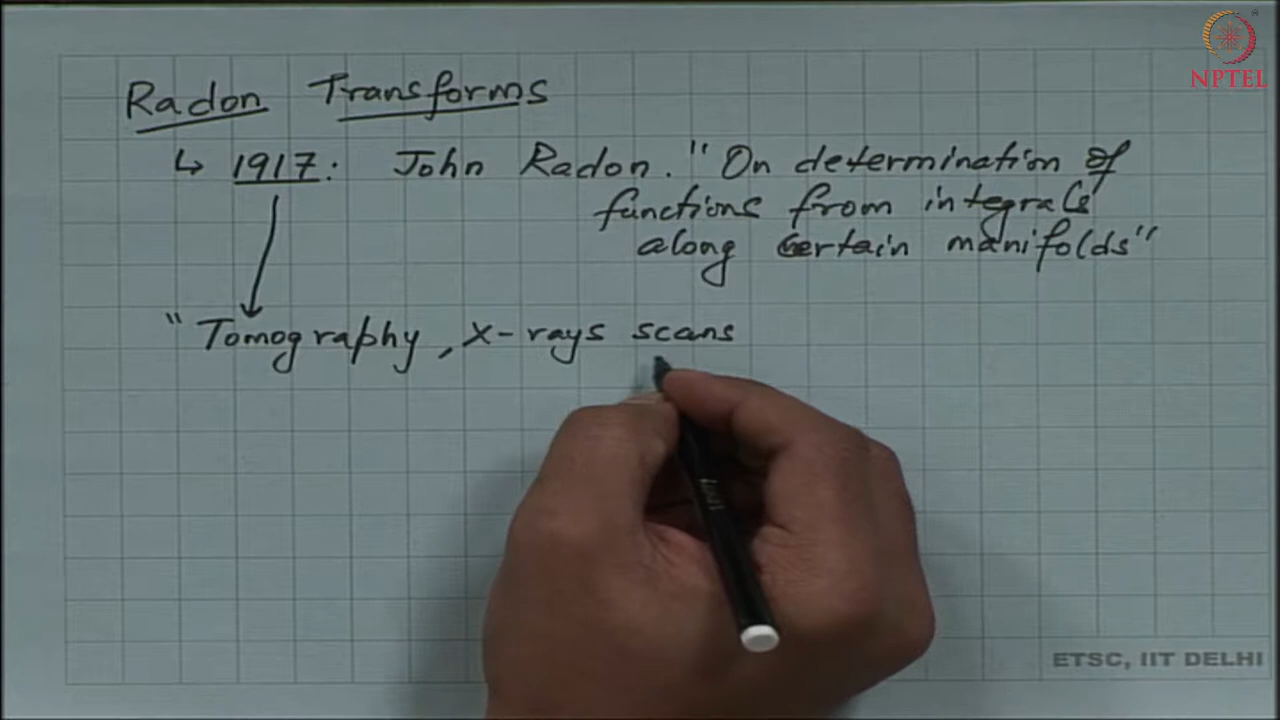 NPTEL
Radon Transforms
↳ 1917: John Radon. "On determination of
functions from integrals
along certain manifolds"
"Tomography, X-rays scans
ETSC, IIT DELHI